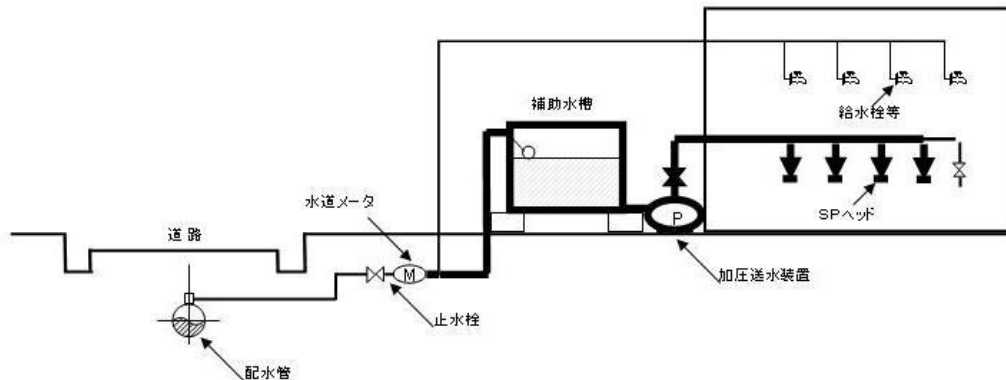 補助水槽
給水栓等
水道メータ
SPヘッド
P
道路
加圧送水装置
M
止水栓
配水管